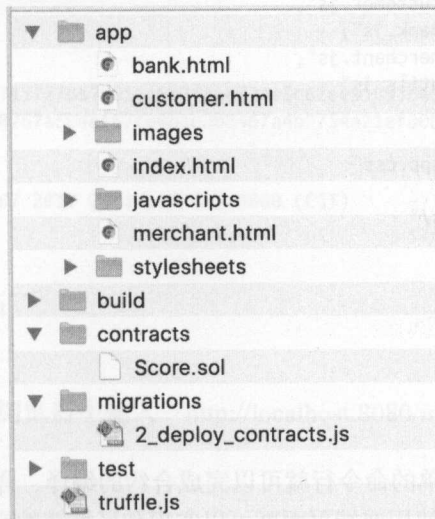 app
bank.html
customer.html
images
index.html
javascripts
merchant.html
stylesheets
build
contracts
Score.sol
migrations
2_deploy_contracts.js
test
truffle.js